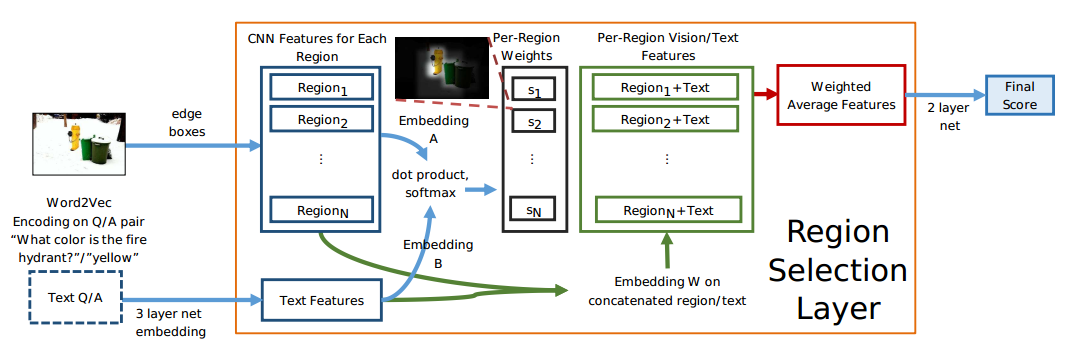 CNN Features for Each
Region
Region1
Region2
⋮
RegionN
Per-Region
Weights
s1
s2
⋮
sN
Per-Region Vision/Text
Features
Region1+Text
Region2+Text
⋮
RegionN+Text
Weighted
Average Features
2 layer
net
Final
Score
edge
boxes
Embedding
A
dot product,
softmax
Embedding
B
Word2Vec
Encoding on Q/A pair
“What color is the fire
hydrant?”/”yellow”
Text Q/A
3 layer net
embedding
Text Features
Embedding W on
concatenated region/text
Region
Selection
Layer